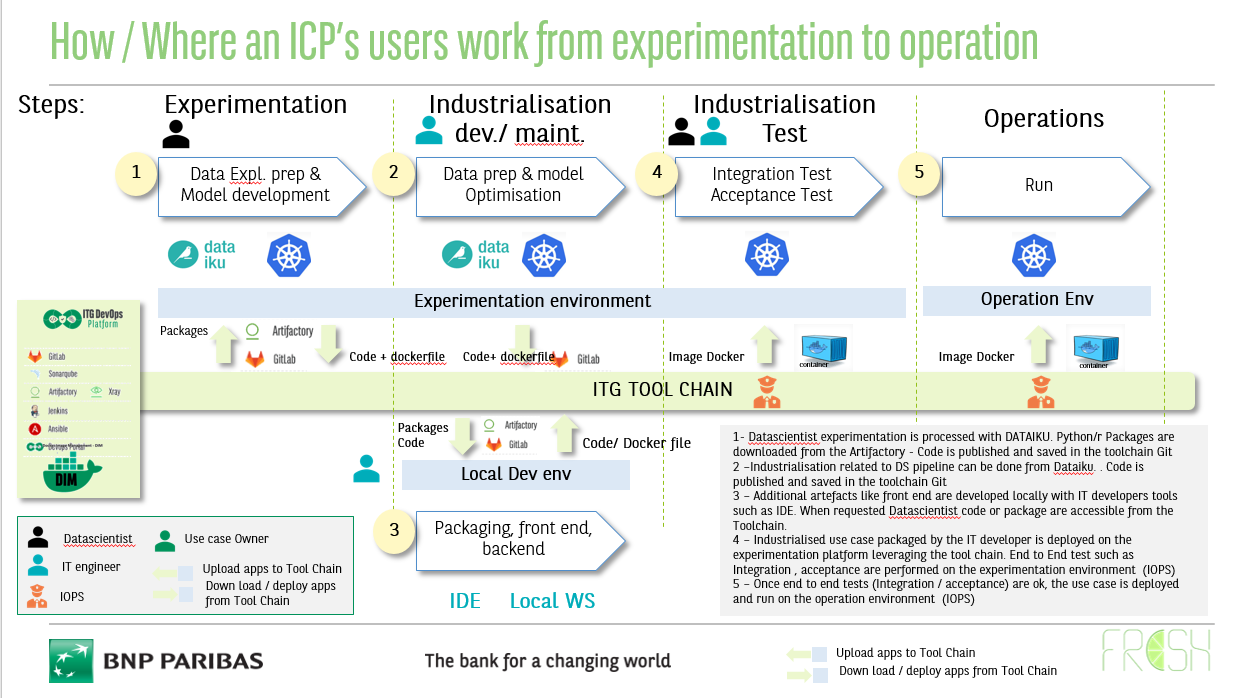 How / Where an ICP's users work from experimentation to operation
Steps:
Experimentation
Industrialisation
dev./ maint.
Industrialisation
Test
Operations
1
Data Expl. prep &
Model development
2
Data prep & model
Optimisation
4
Integration Test
Acceptance Test
5
Run
data
iku
data
iku
Experimentation environment
Operation Env
ITG DevOps
Platform
GitLab
Sonarqube
Artifactory
Xray
Jenkins
Ansible
DIM
Packages
Artifactory
GitLab
Code + dockerfile
Code+ dockerfile
GitLab
Image Docker
container
Image Docker
container
ITG TOOL CHAIN
Packages
Code
Artifactory
GitLab
Code/ Docker file
Local Dev env
3
Packaging, front end,
backend
IDE
Local WS
1- Datascientist experimentation is processed with DATAIKU. Python/r Packages are
downloaded from the Artifactory - Code is published and saved in the toolchain Git
2 –Industrialisation related to DS pipeline can be done from Dataiku. . Code is
published and saved in the toolchain Git
3 – Additional artefacts like front end are developed locally with IT developers tools
such as IDE. When requested Datascientist code or package are accessible from the
Toolchain.
4 – Industrialised use case packaged by the IT developer is deployed on the
experimentation platform leveraging the tool chain. End to End test such as
Integration , acceptance are performed on the experimentation environment (IOPS)
5 – Once end to end tests (Integration / acceptance) are ok, the use case is deployed
and run on the operation environment (IOPS)
Datascientist
Use case Owner
IT engineer
Upload apps to Tool Chain
IOPS
Down load / deploy apps
from Tool Chain
BNP PARIBAS
The bank for a changing world
Upload apps to Tool Chain
Down load / deploy apps from Tool Chain
FRESH